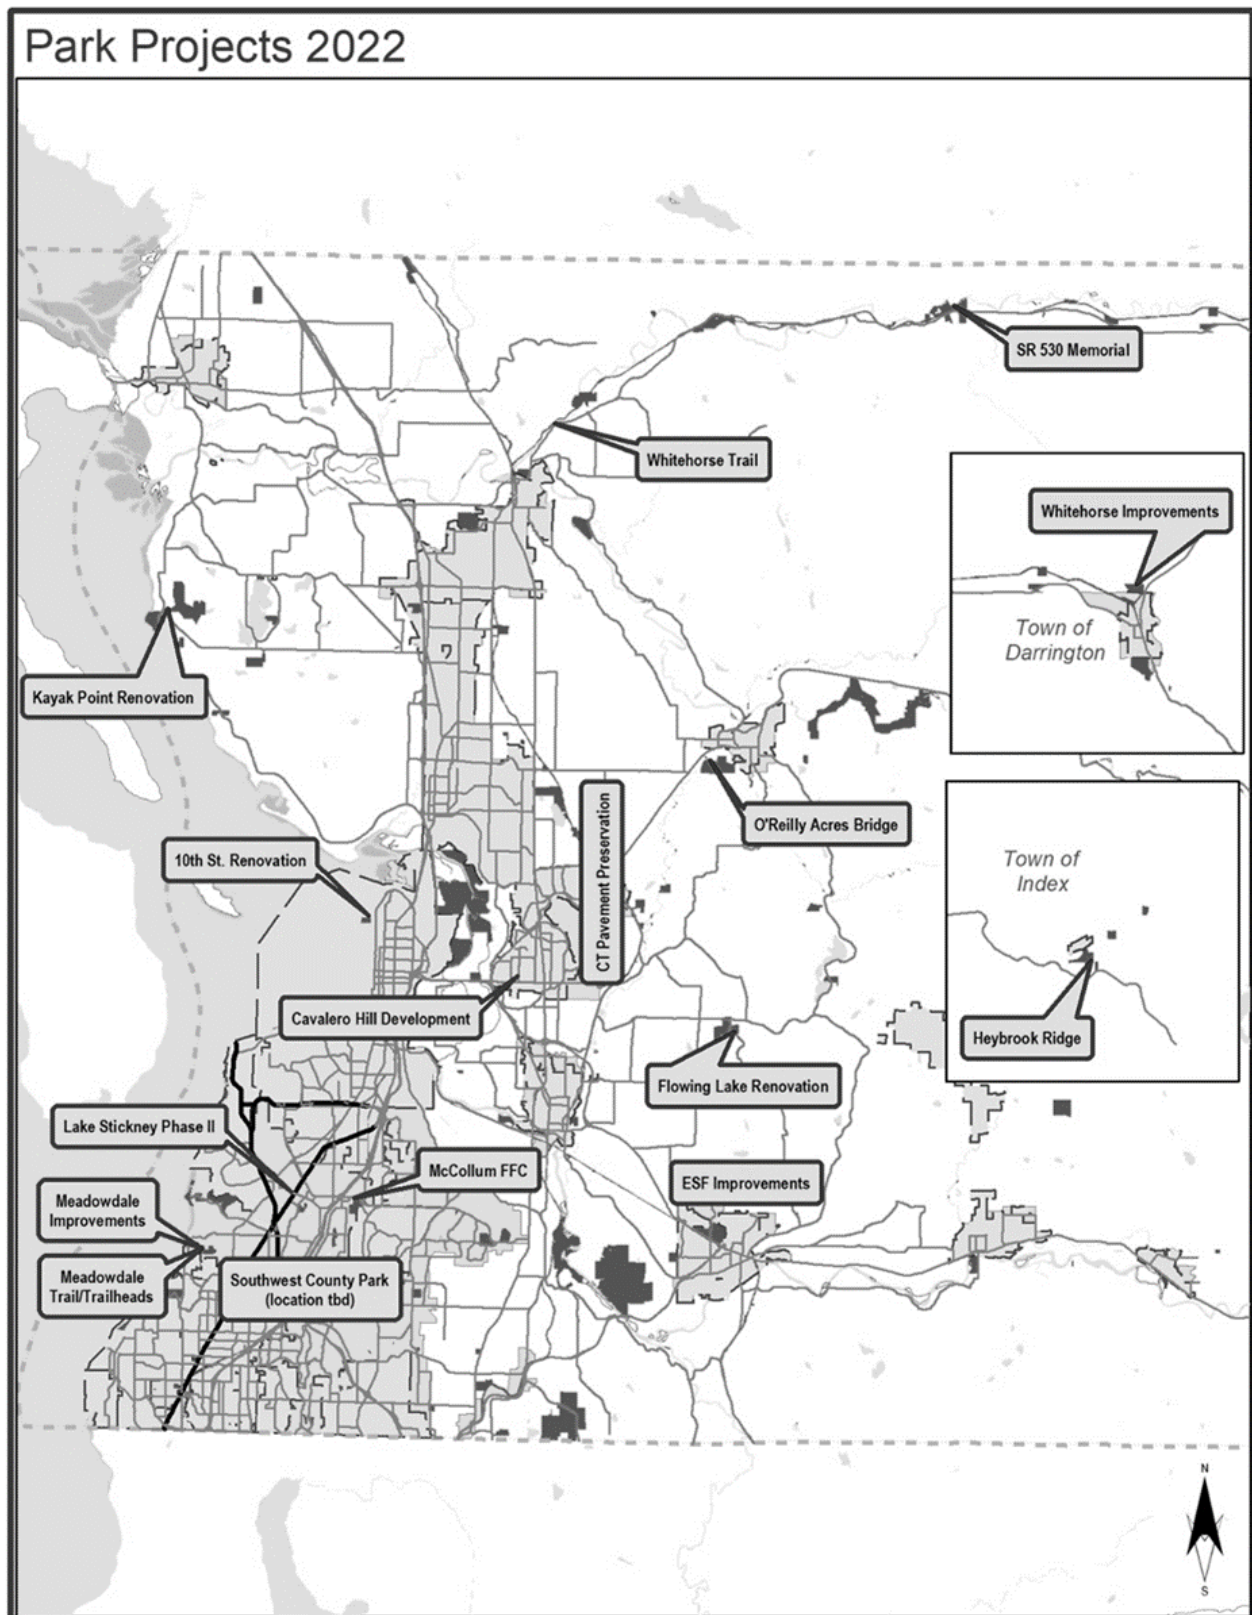 Park Projects 2022
SR 530 Memorial
Whitehorse Trail
Whitehorse Improvements
Town of
Darrington
Kayak Point Renovation
O'Reilly Acres Bridge
CT Pavement Preservation
10th St. Renovation
Town of
Index
Cavalero Hill Development
Heybrook Ridge
Flowing Lake Renovation
Lake Stickney Phase II
McCollum FFC
ESF Improvements
Meadowdale
Improvements
Meadowdale
Trail/Trailheads
Southwest County Park
(location tbd)
N
S